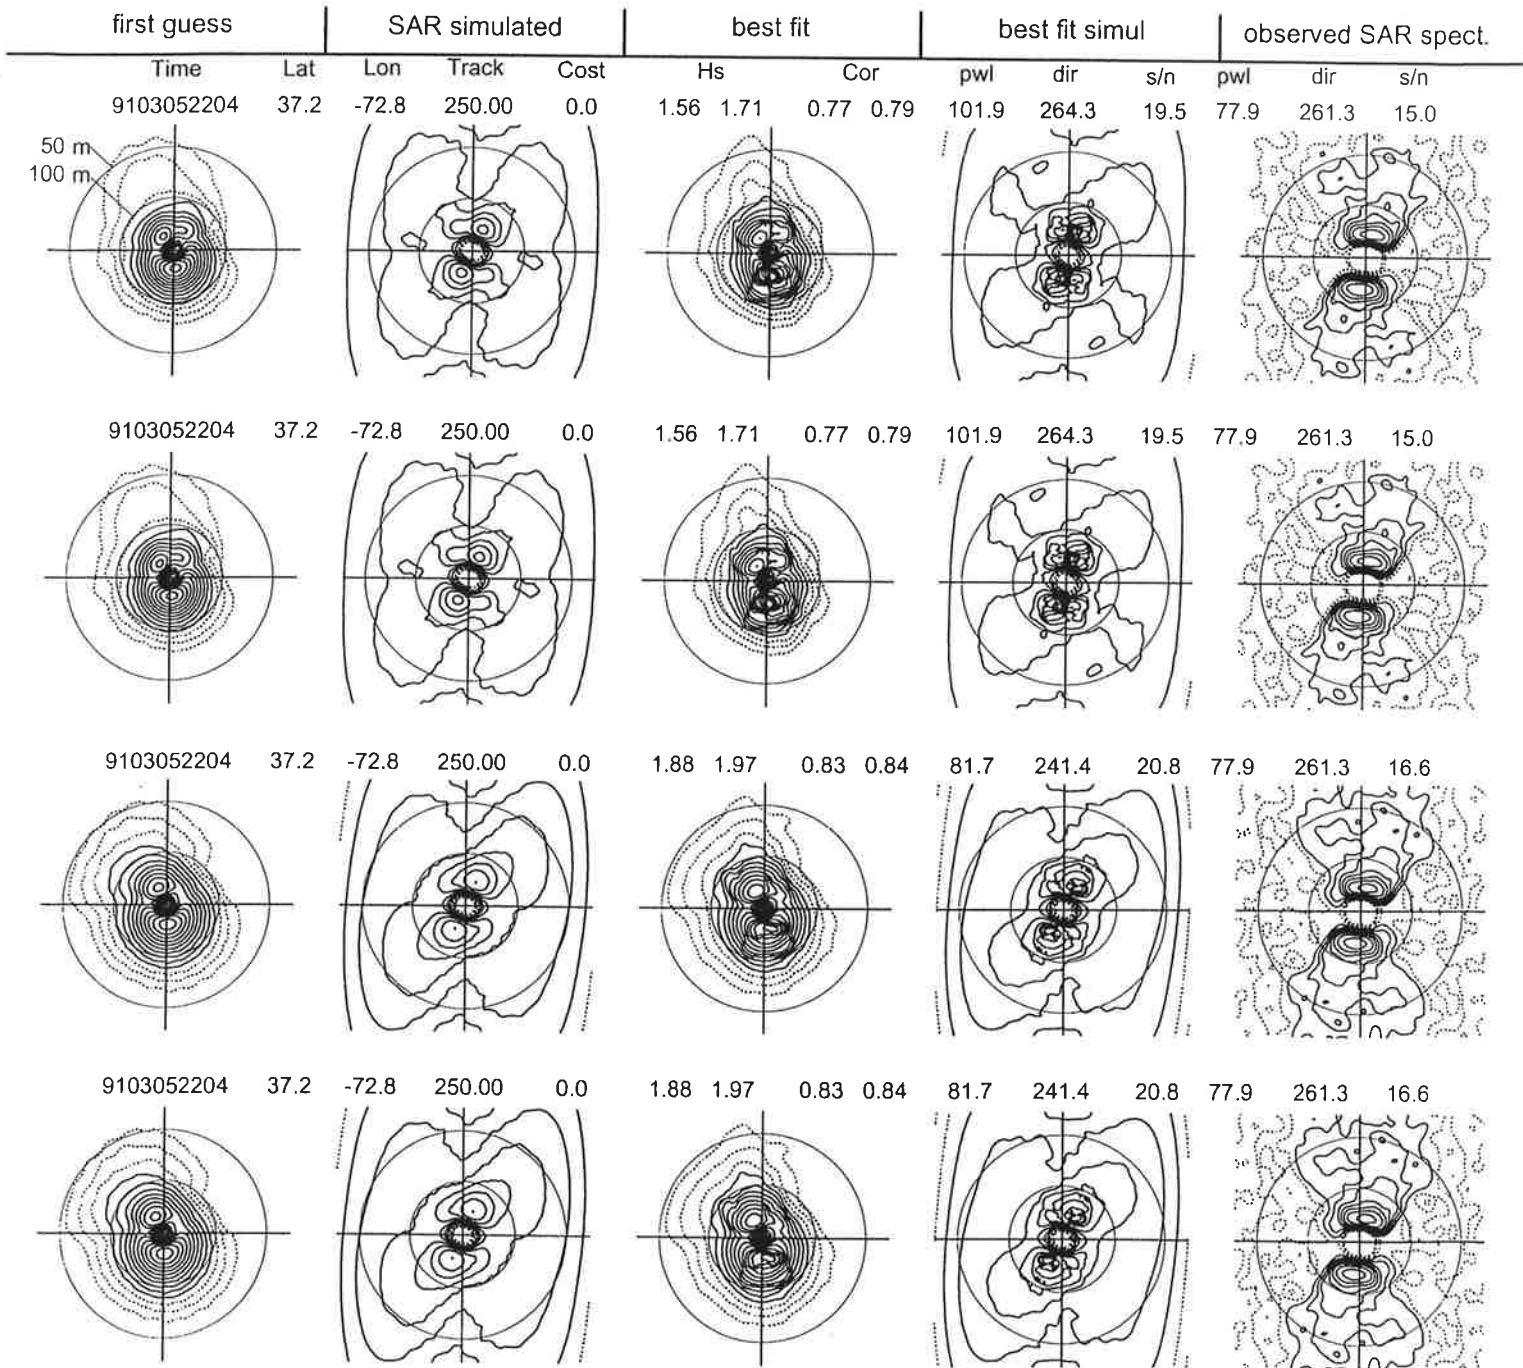 first guess SAR simulated best fit best fit simul observed SAR spect.
Time Lat Lon Track Cost Hs Cor pwl dir s/n pwl dir s/n
9103052204 37.2 -72.8 250.00 0.0 1.56 1.71 0.77 0.79 101.9 264.3 19.5 77.9 261.3 15.0
50 m
100 m
9103052204 37.2 -72.8 250.00 0.0 1.56 1.71 0.77 0.79 101.9 264.3 19.5 77.9 261.3 15.0
9103052204 37.2 -72.8 250.00 0.0 1.88 1.97 0.83 0.84 81.7 241.4 20.8 77.9 261.3 16.6
9103052204 37.2 -72.8 250.00 0.0 1.88 1.97 0.83 0.84 81.7 241.4 20.8 77.9 261.3 16.6